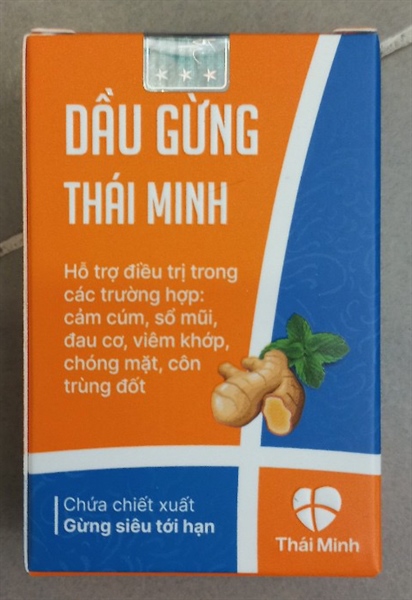 DẦU GỪNG
THÁI MINH
Hỗ trợ điều trị trong
các trường hợp:
cảm cúm, sổ mũi,
đau cơ, viêm khớp,
chóng mặt, côn
trùng đốt
Chứa chiết xuất
Gừng siêu tới hạn
Thái Minh